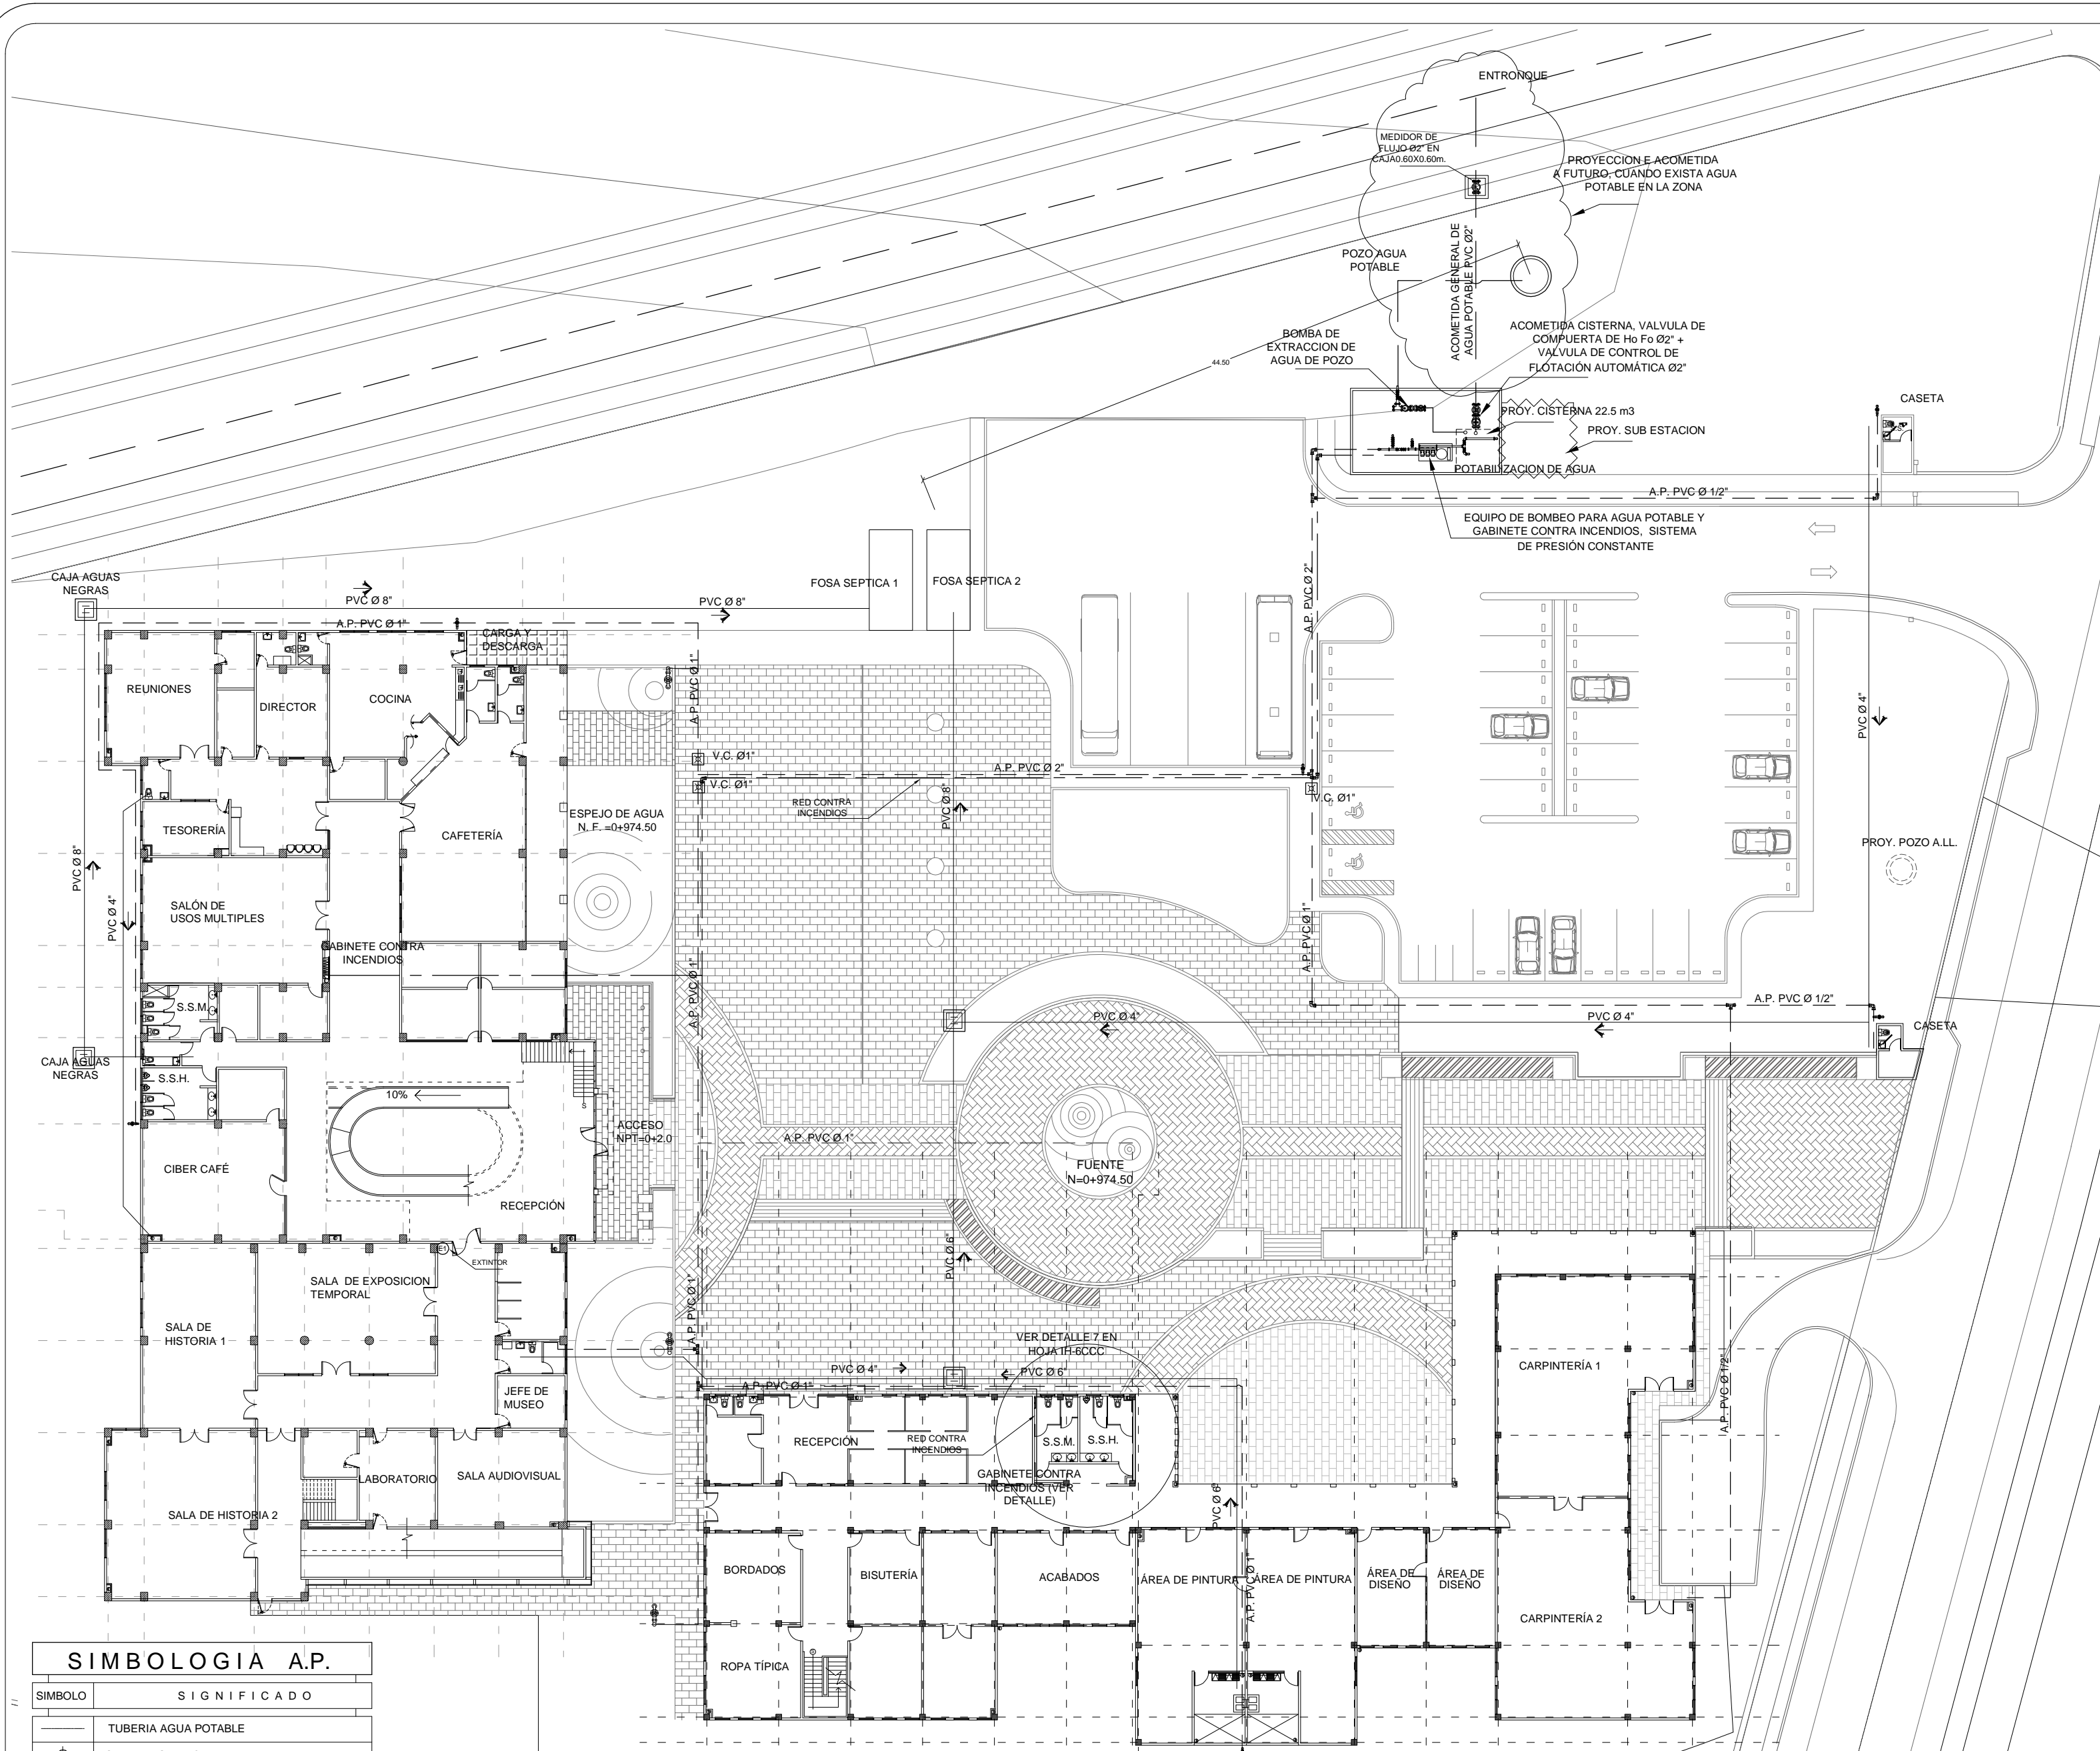 ENTRONQUE
MEDIDOR DE
FLUJO Ø2" EN
CAJA0.60X0.60m.
PROYECCION E ACOMETIDA
A FUTURO, CUANDO EXISTA AGUA
POTABLE EN LA ZONA
POZO AGUA
POTABLE
ACOMETIDA GENERAL DE
AGUA POTABLE PVC Ø2"
BOMBA DE
EXTRACCION DE
AGUA DE POZO
44.50
ACOMETIDA CISTERNA, VALVULA DE
COMPUERTA DE Ho Fo Ø2" +
VALVULA DE CONTROL DE
FLOTACIÓN AUTOMÁTICA Ø2"
PROY. CISTERNA 22.5 m3
PROY. SUB ESTACION
POTABILIZACION DE AGUA
CASETA
A.P. PVC Ø 1/2"
EQUIPO DE BOMBEO PARA AGUA POTABLE Y
GABINETE CONTRA INCENDIOS, SISTEMA
DE PRESIÓN CONSTANTE
FOSA SEPTICA 1
FOSA SEPTICA 2
CAJA AGUAS
NEGRAS
PVC Ø 8"
PVC Ø 8"
A.P. PVC Ø 1"
CARGA Y
DESCARGA
A.P. PVC Ø 2"
A.P. PVC Ø 1"
REUNIONES
DIRECTOR
COCINA
PVC Ø 4"
V.C. Ø1"
V.C. Ø1"
A.P. PVC Ø 2"
V.C. Ø1"
RED CONTRA
INCENDIOS
PVC Ø 8"
ESPEJO DE AGUA
N. F. =0+974.50
TESORERÍA
CAFETERÍA
PROY. POZO A.LL.
PVC Ø 8"
PVC Ø 4"
SALÓN DE
USOS MULTIPLES
GABINETE CONTRA
INCENDIOS
A.P. PVC Ø 1"
A.P. PVC Ø 1"
S.S.M.
A.P. PVC Ø 1/2"
PVC Ø 4"
PVC Ø 4"
CASETA
CAJA AGUAS
NEGRAS
S.S.H.
10%
S
ACCESO
NPT=0+2.0
A.P. PVC Ø 1"
CIBER CAFÉ
FUENTE
N=0+974.50
RECEPCIÓN
PVC Ø 6"
E1
EXTINTOR
SALA DE EXPOSICION
TEMPORAL
A.P. PVC Ø 1"
SALA DE
HISTORIA 1
VER DETALLE 7 EN
HOJA IH-6CCC
CARPINTERÍA 1
PVC Ø 4"
PVC Ø 6"
A.P. PVC Ø 1"
A.P. PVC Ø 1/2"
JEFE DE
MUSEO
RECEPCIÓN
RED CONTRA
INCENDIOS
S.S.M.
S.S.H.
LABORATORIO
SALA AUDIOVISUAL
GABINETE CONTRA
INCENDIOS (VER
DETALLE)
PVC Ø 6"
SALA DE HISTORIA 2
BORDADOS
BISUTERÍA
ACABADOS
ÁREA DE PINTURA
A.P. PVC Ø 1"
ÁREA DE PINTURA
ÁREA DE
DISEÑO
ÁREA DE
DISEÑO
CARPINTERÍA 2
ROPA TÍPICA
SIMBOLOGIA A.P.
SIMBOLO
SIGNIFICADO
TUBERIA AGUA POTABLE